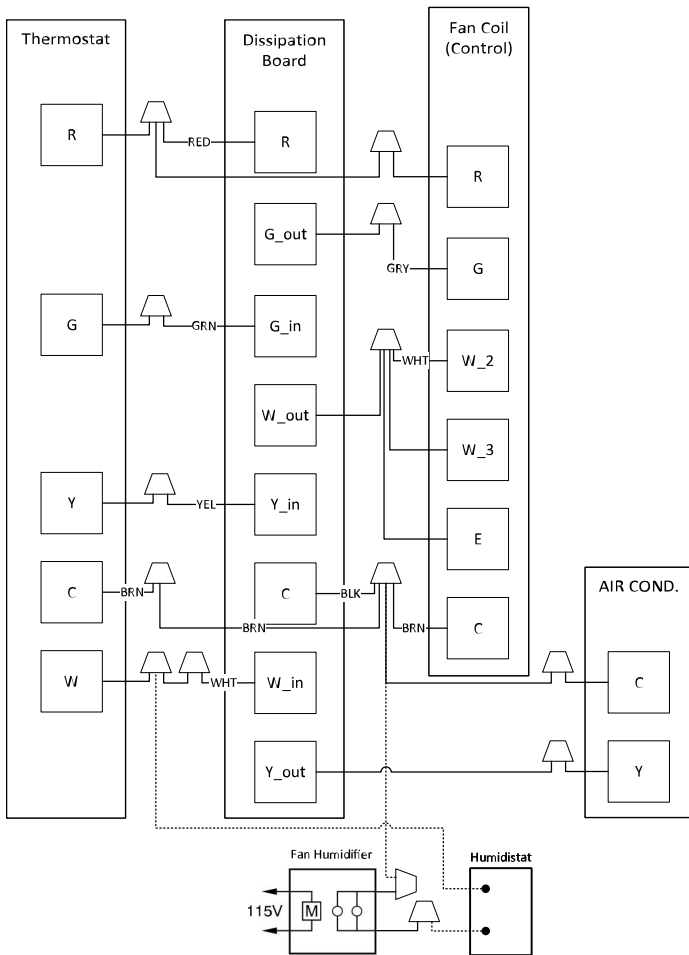 Thermostat
Dissipation
Board
Fan Coil
(Control)
R
RED
R
R
G_out
GRY
G
G
GRN
G_in
WHT
W_2
W_out
W_3
Y
YEL
Y_in
E
C
BRN
C
BLK
BRN
BRN
C
AIR COND.
W
WHT
W_in
C
Y_out
Y
Fan Humidifier
Humidistat
115V
M